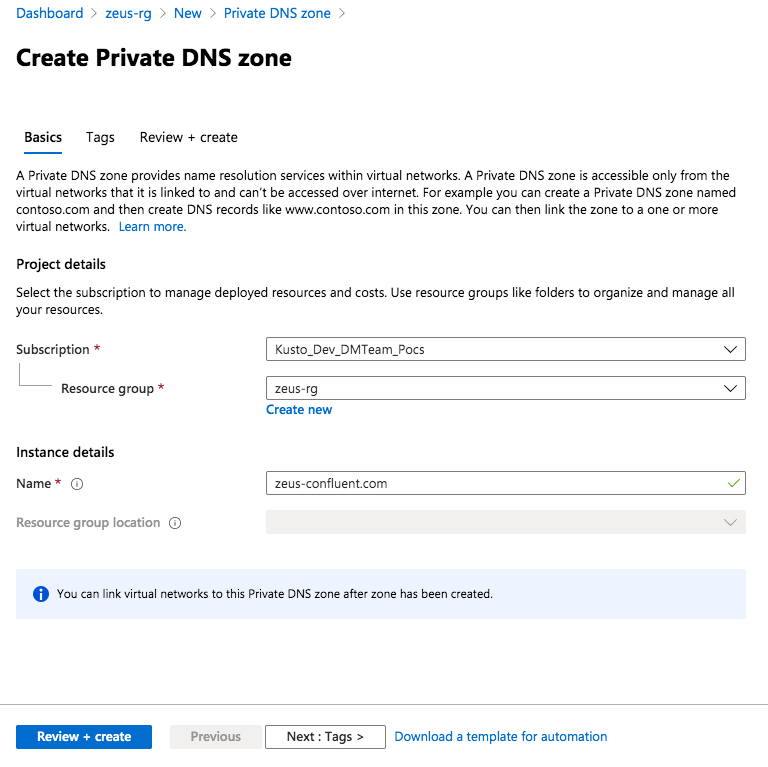 Dashboard > zeus-rg > New > Private DNS zone >
Create Private DNS zone
Basics Tags Review + create
A Private DNS zone provides name resolution services within virtual networks. A Private DNS zone is accessible only from the
virtual networks that it is linked to and can't be accessed over internet. For example you can create a Private DNS zone named
contoso.com and then create DNS records like www.contoso.com in this zone. You can then link the zone to a one or more
virtual networks. Learn more.
Project details
Select the subscription to manage deployed resources and costs. Use resource groups like folders to organize and manage all
your resources.
Subscription * Kusto_Dev_DMTeam_Pocs
Resource group * zeus-rg
Create new
Instance details
Name * zeus-confluent.com
Resource group location
You can link virtual networks to this Private DNS zone after zone has been created.
Review + create Previous Next : Tags > Download a template for automation